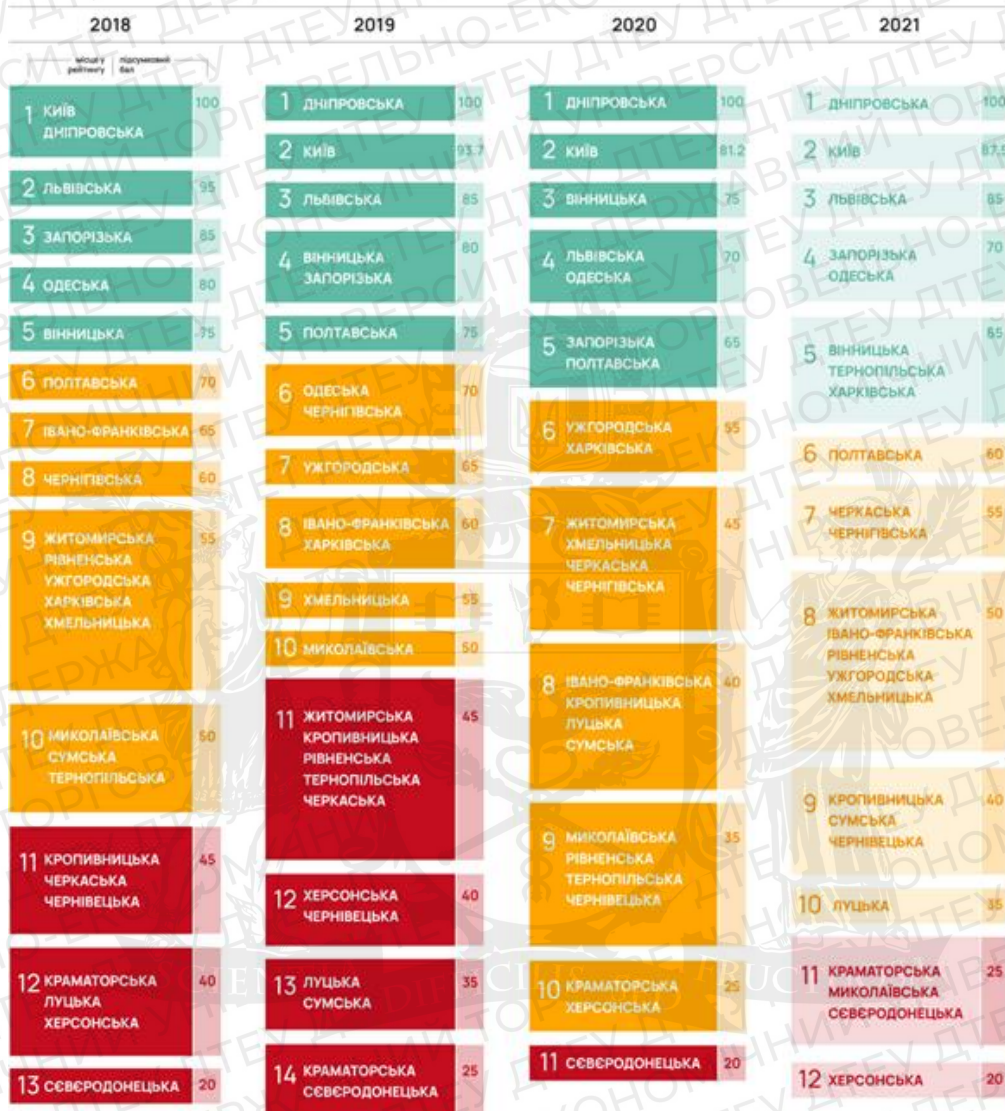 2018
2019
2020
2021
місце у рейтингу
підсумковий бал
1 КИЇВ 100
ДНІПРОВСЬКА
2 ЛЬВІВСЬКА 95
3 ЗАПОРІЗЬКА 85
4 ОДЕСЬКА 80
5 ВІННИЦЬКА 75
6 ПОЛТАВСЬКА 70
7 ІВАНО-ФРАНКІВСЬКА 65
8 ЧЕРНІГІВСЬКА 60
9 ЖИТОМИРСЬКА 55
РІВНЕНСЬКА
УЖГОРОДСЬКА
ХАРКІВСЬКА
ХМЕЛЬНИЦЬКА
10 МИКОЛАЇВСЬКА 50
СУМСЬКА
ТЕРНОПІЛЬСЬКА
11 КРОПИВНИЦЬКА 45
ЧЕРКАСЬКА
ЧЕРНІВЕЦЬКА
12 КРАМАТОРСЬКА 40
ЛУЦЬКА
ХЕРСОНСЬКА
13 СЄВЄРОДОНЕЦЬКА 20
1 ДНІПРОВСЬКА 100
2 КИЇВ 93.7
3 ЛЬВІВСЬКА 85
4 ВІННИЦЬКА 80
ЗАПОРІЗЬКА
5 ПОЛТАВСЬКА 75
6 ОДЕСЬКА 70
ЧЕРНІГІВСЬКА
7 УЖГОРОДСЬКА 65
8 ІВАНО-ФРАНКІВСЬКА 60
ХАРКІВСЬКА
9 ХМЕЛЬНИЦЬКА 55
10 МИКОЛАЇВСЬКА 50
11 ЖИТОМИРСЬКА 45
КРОПИВНИЦЬКА
РІВНЕНСЬКА
ТЕРНОПІЛЬСЬКА
ЧЕРКАСЬКА
12 ХЕРСОНСЬКА 40
ЧЕРНІВЕЦЬКА
13 ЛУЦЬКА 35
СУМСЬКА
14 КРАМАТОРСЬКА 25
СЄВЄРОДОНЕЦЬКА
1 ДНІПРОВСЬКА 100
2 КИЇВ 81.2
3 ВІННИЦЬКА 75
4 ЛЬВІВСЬКА 70
ОДЕСЬКА
5 ЗАПОРІЗЬКА 65
ПОЛТАВСЬКА
6 УЖГОРОДСЬКА 55
ХАРКІВСЬКА
7 ЖИТОМИРСЬКА 45
ХМЕЛЬНИЦЬКА
ЧЕРКАСЬКА
ЧЕРНІГІВСЬКА
8 ІВАНО-ФРАНКІВСЬКА 40
КРОПИВНИЦЬКА
ЛУЦЬКА
СУМСЬКА
9 МИКОЛАЇВСЬКА 35
РІВНЕНСЬКА
ТЕРНОПІЛЬСЬКА
ЧЕРНІВЕЦЬКА
10 КРАМАТОРСЬКА 25
ХЕРСОНСЬКА
11 СЄВЄРОДОНЕЦЬКА 20
1 ДНІПРОВСЬКА 100
2 КИЇВ 87.5
3 ЛЬВІВСЬКА 85
4 ЗАПОРІЗЬКА 70
ОДЕСЬКА
5 ВІННИЦЬКА 65
ТЕРНОПІЛЬСЬКА
ХАРКІВСЬКА
6 ПОЛТАВСЬКА 60
7 ЧЕРКАСЬКА 55
ЧЕРНІГІВСЬКА
8 ЖИТОМИРСЬКА 50
ІВАНО-ФРАНКІВСЬКА
РІВНЕНСЬКА
УЖГОРОДСЬКА
ХМЕЛЬНИЦЬКА
9 КРОПИВНИЦЬКА 40
СУМСЬКА
ЧЕРНІВЕЦЬКА
10 ЛУЦЬКА 35
11 КРАМАТОРСЬКА 25
МИКОЛАЇВСЬКА
СЄВЄРОДОНЕЦЬКА
12 ХЕРСОНСЬКА 20